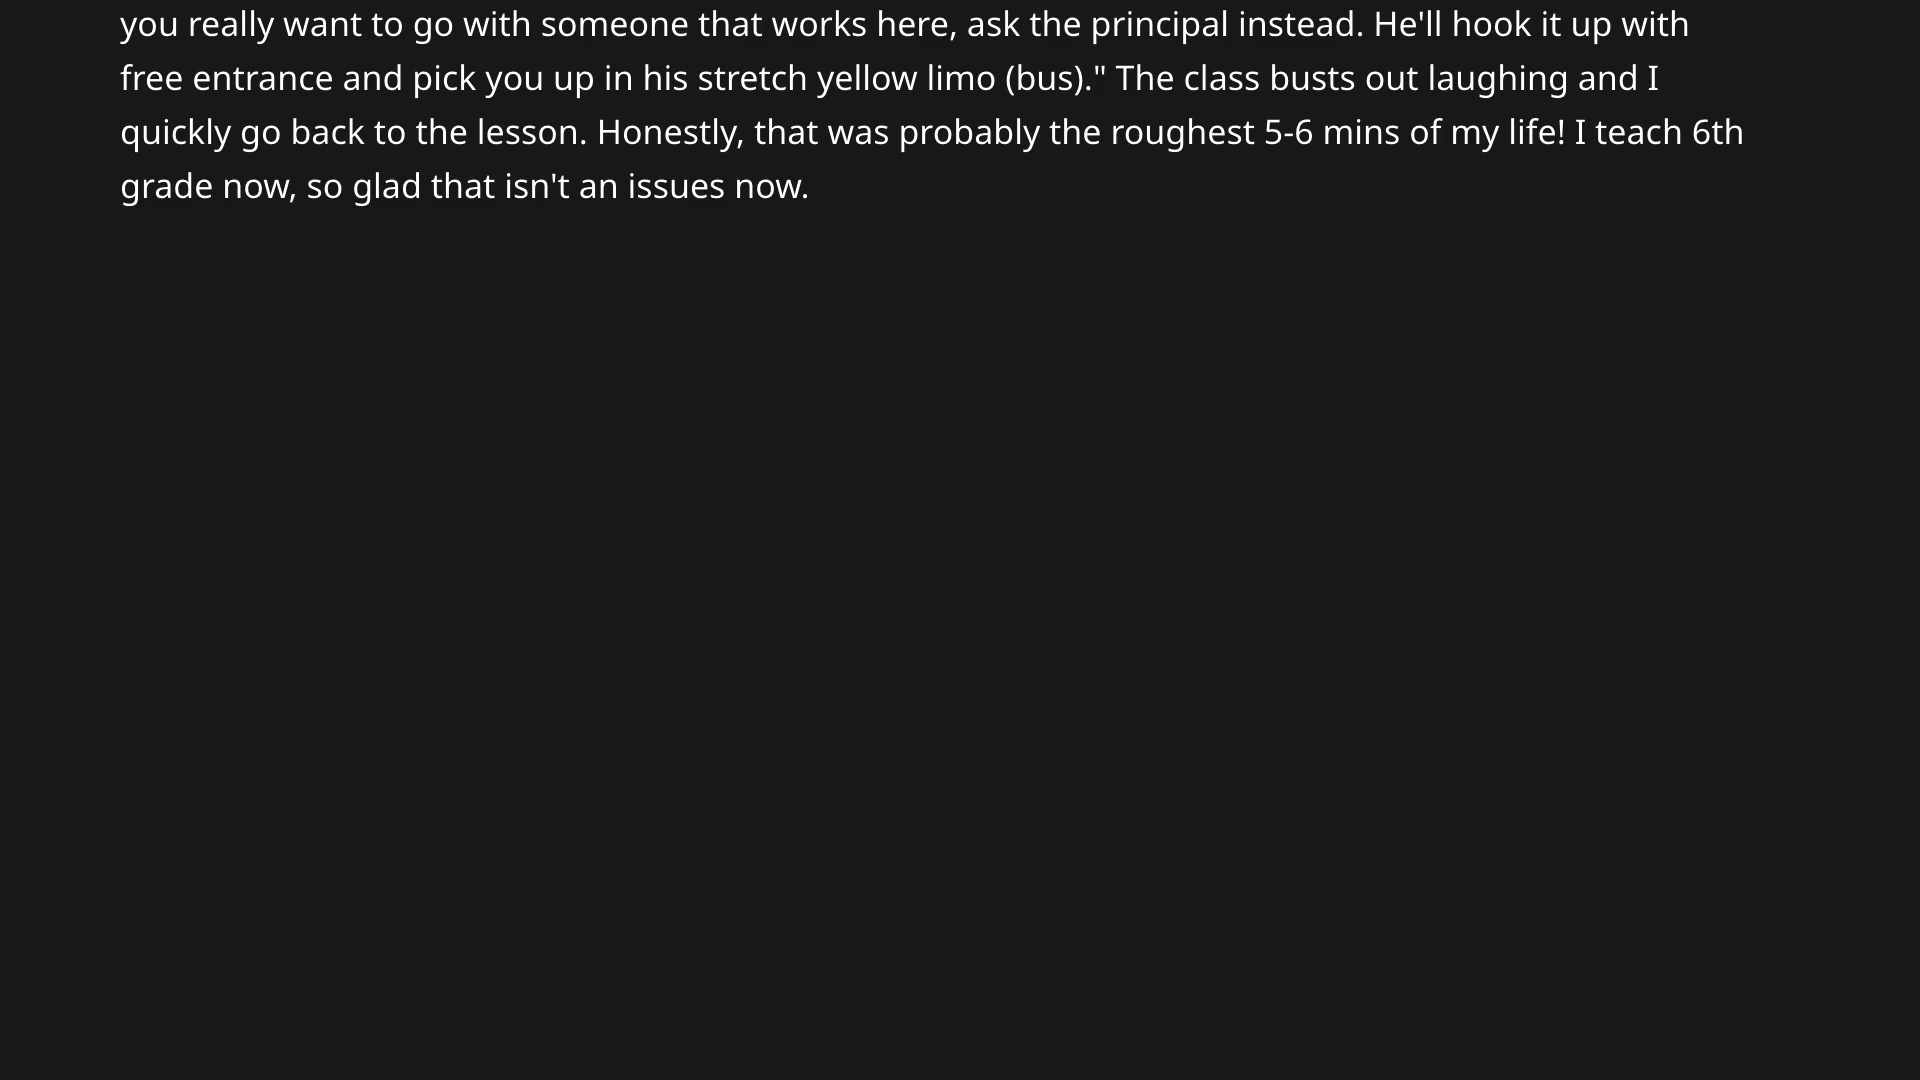 you really want to go with someone that works here, ask the principal instead. He'll hook it up with
free entrance and pick you up in his stretch yellow limo (bus)." The class busts out laughing and I
quickly go back to the lesson. Honestly, that was probably the roughest 5-6 mins of my life! I teach 6th
grade now, so glad that isn't an issues now.